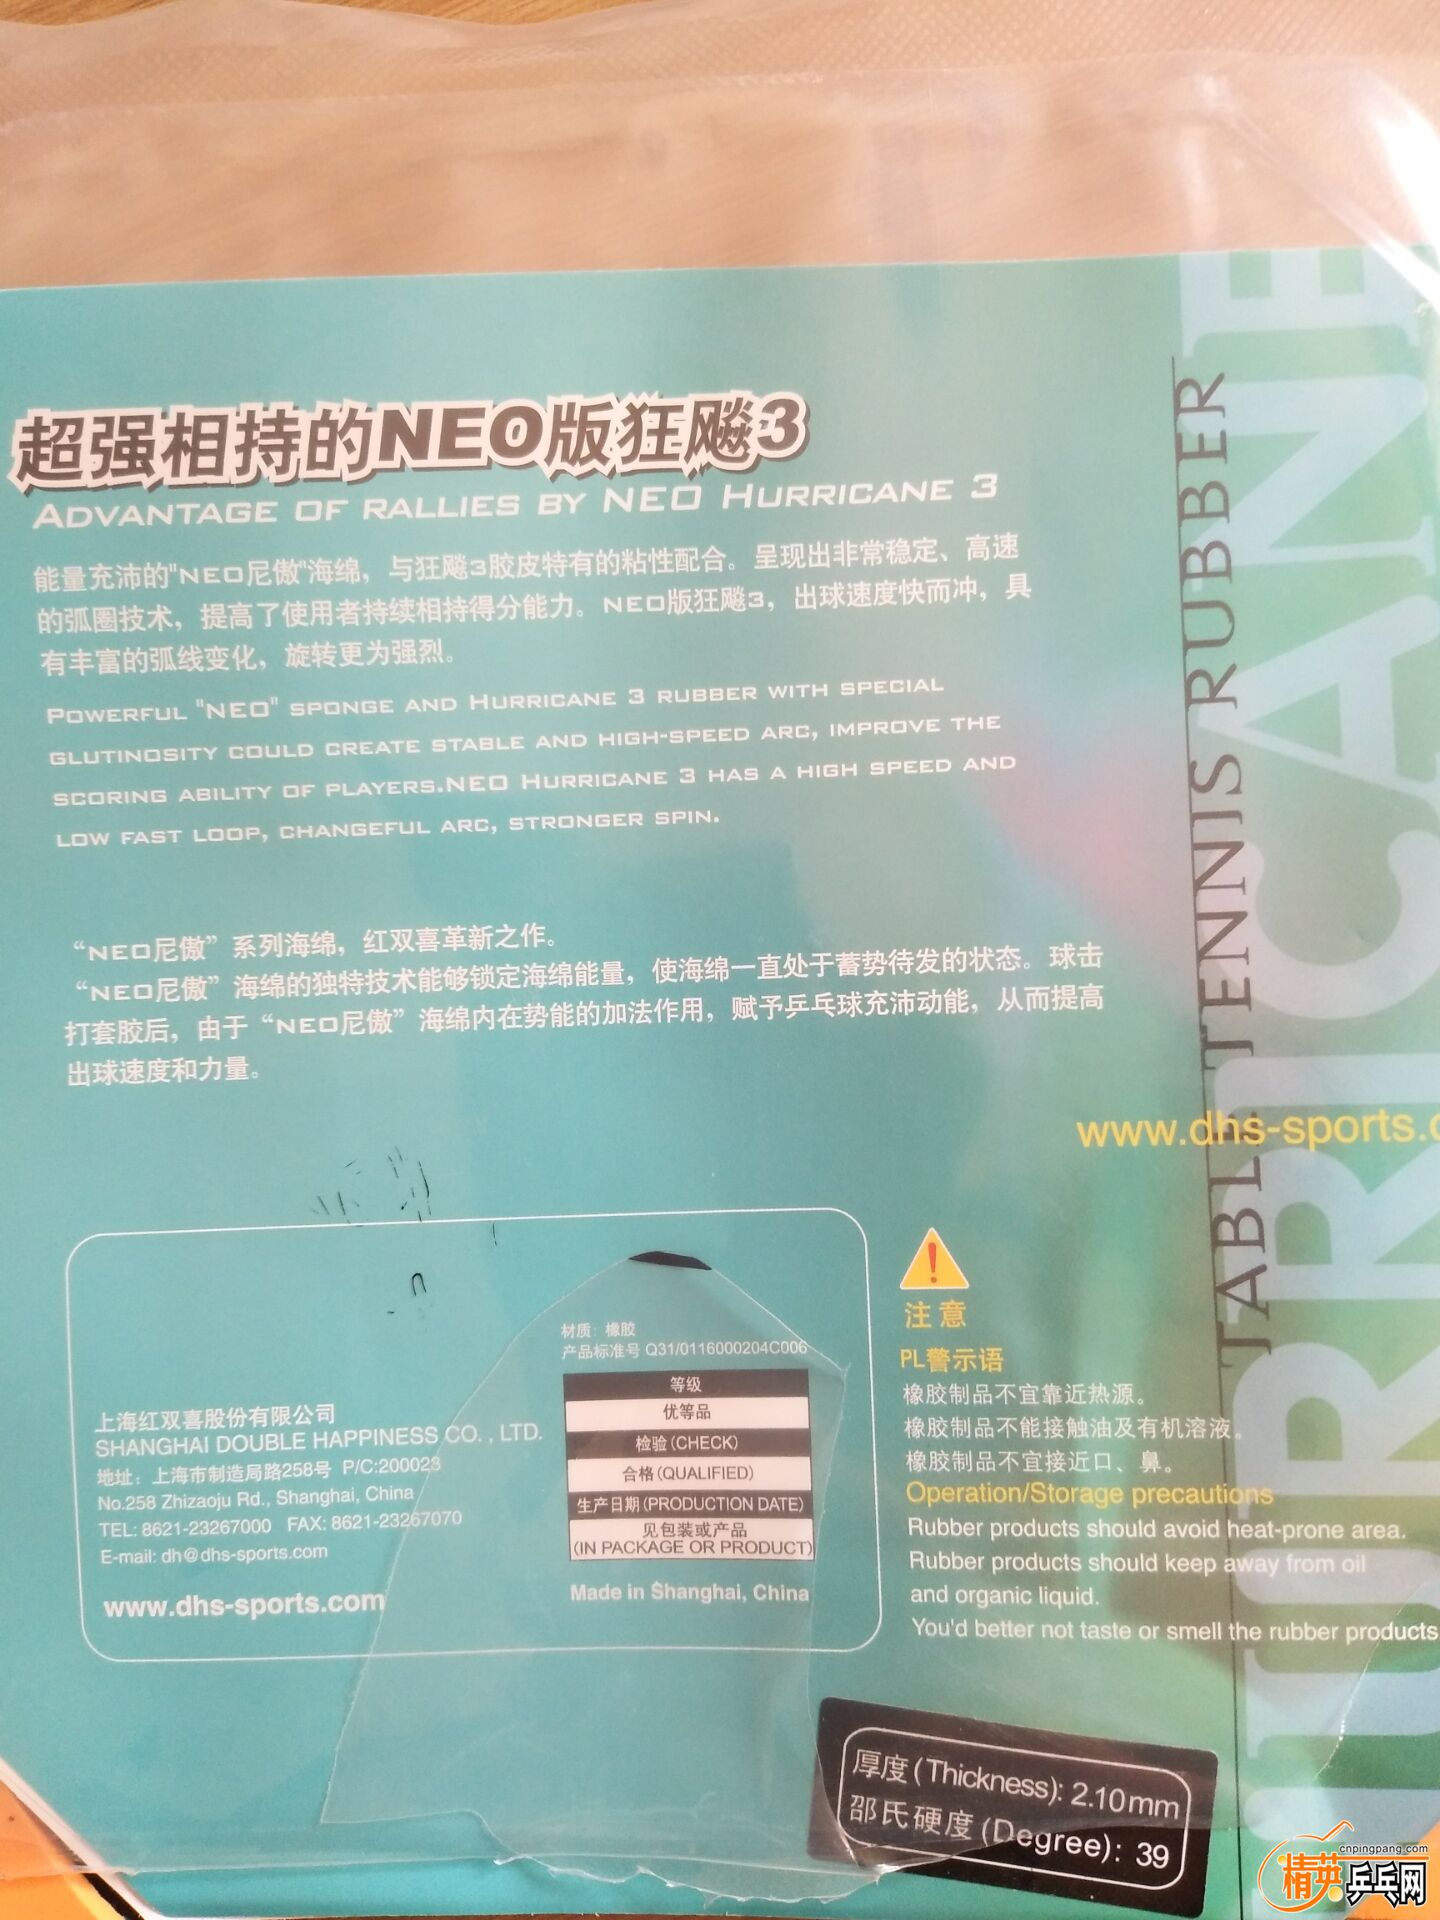 超强相持的NEO版狂飚3
ADVANTAGE OF RALLIES BY NEO HURRICANE 3
能量充沛的"NEO尼傲"海绵，与狂飚3胶皮特有的粘性配合。呈现出非常稳定、高速
的弧圈技术，提高了使用者持续相持得分能力。NEO版狂飚3，出球速度快而冲，具
有丰富的弧线变化，旋转更为强烈。
POWERFUL "NEO" SPONGE AND HURRICANE 3 RUBBER WITH SPECIAL
GLUTINOSITY COULD CREATE STABLE AND HIGH-SPEED ARC, IMPROVE THE
SCORING ABILITY OF PLAYERS.NEO HURRICANE 3 HAS A HIGH SPEED AND
LOW FAST LOOP, CHANGEFUL ARC, STRONGER SPIN.
“NEO尼傲”系列海绵，红双喜革新之作。
“NEO尼傲”海绵的独特技术能够锁定海绵能量，使海绵一直处于蓄势待发的状态。球击
打套胶后，由于“NEO尼傲”海绵内在势能的加法作用，赋予乒乓球充沛动能，从而提高
出球速度和力量。
TABLE TENNIS RUBBER
HURRICANE
www.dhs-sports.c
上海红双喜股份有限公司
SHANGHAI DOUBLE HAPPINESS CO. , LTD.
地址：上海市制造局路258号 P/C:200023
No.258 Zhizaoju Rd., Shanghai, China
TEL: 8621-23267000 FAX: 8621-23267070
E-mail: dh@dhs-sports.com
www.dhs-sports.com
材质：橡胶
产品标准号 Q31/0116000204C006
等级
优等品
检验(CHECK)
合格(QUALIFIED)
生产日期(PRODUCTION DATE)
见包装或产品
(IN PACKAGE OR PRODUCT)
Made in Shanghai, China
注意
PL警示语
橡胶制品不宜靠近热源。
橡胶制品不能接触油及有机溶液。
橡胶制品不宜接近口、鼻。
Operation/Storage precautions
Rubber products should avoid heat-prone area.
Rubber products should keep away from oil
and organic liquid.
You'd better not taste or smell the rubber products
厚度(Thickness): 2.10mm
邵氏硬度(Degree): 39
cnpingpang.com
精英乒乓网